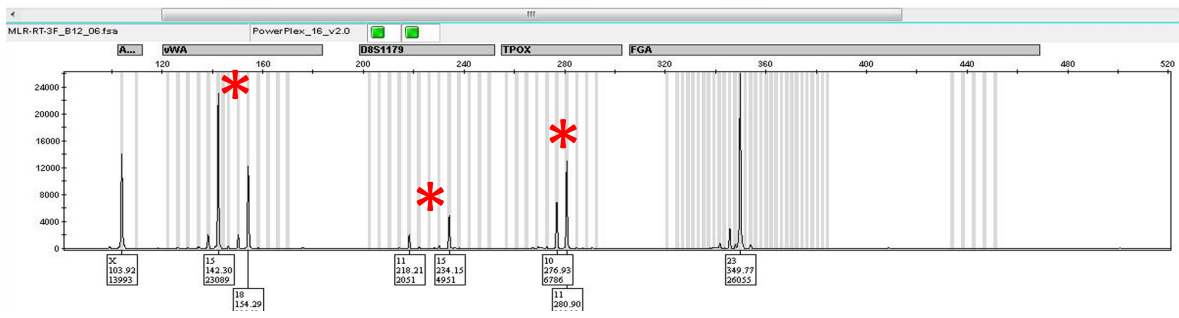 MLR-RT-3F_B12_06.fsa PowerPlex_16_v2.0
A... vWA D8S1179 TPOX FGA
120 160 200 240 280 320 360 400 440 480 520
24000
20000
16000
12000
8000
4000
0
X 15 11 15 10 23
103.92 142.30 218.21 234.15 276.93 349.77
13993 23089 2051 4951 6786 26055
18 11
154.29 280.90